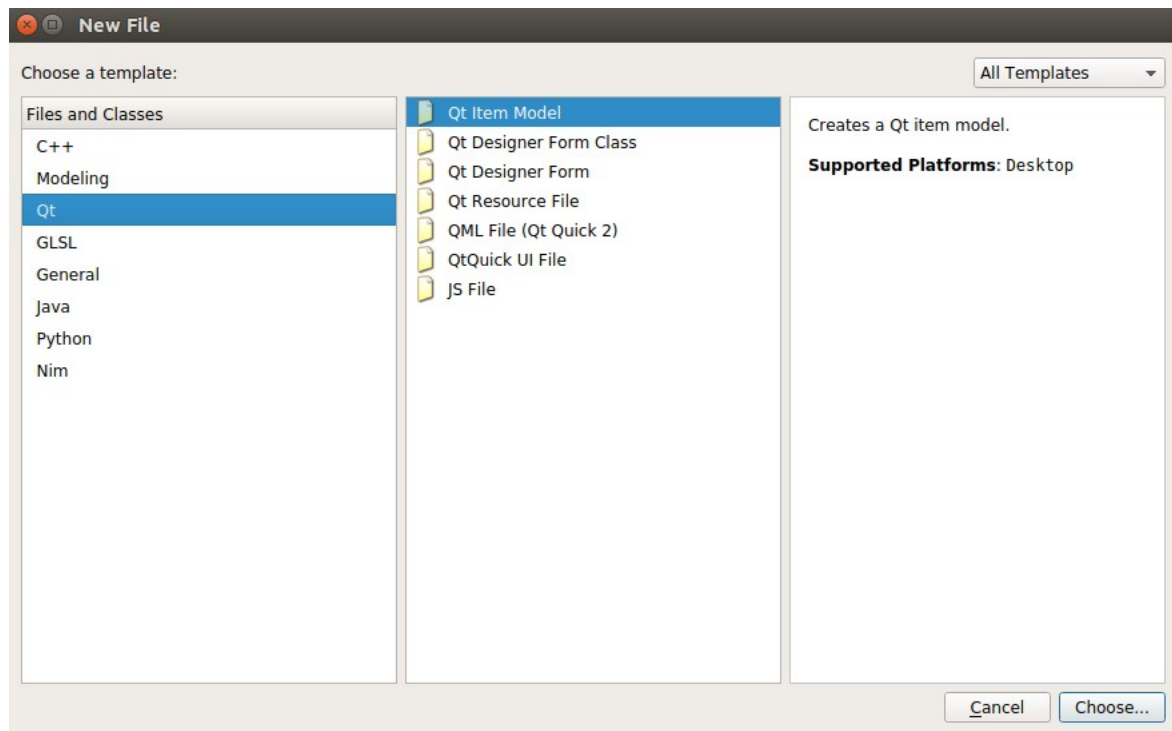 New File
Choose a template:
All Templates
Files and Classes
C++
Modeling
Qt
GLSL
General
Java
Python
Nim
Qt Item Model
Qt Designer Form Class
Qt Designer Form
Qt Resource File
QML File (Qt Quick 2)
QtQuick UI File
JS File
Creates a Qt item model.
Supported Platforms: Desktop
Cancel
Choose...